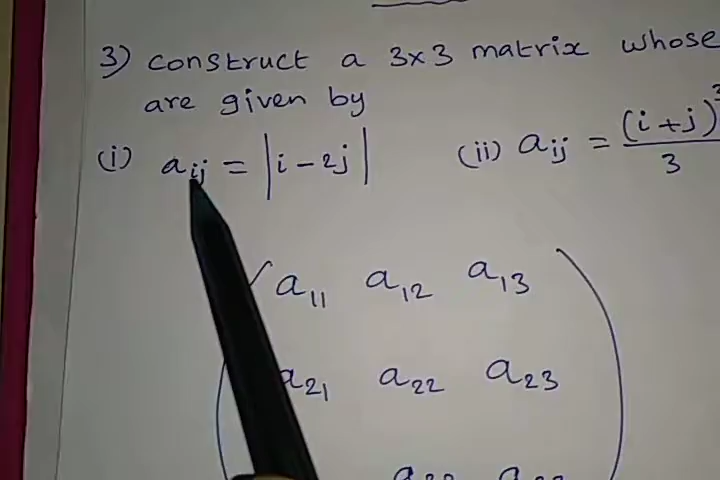 3) construct a 3×3 matrix whose
are given by
(i) aij = |i - 2j| (ii) aij = (i + j) / 3
a11 a12 a13
a21 a22 a23